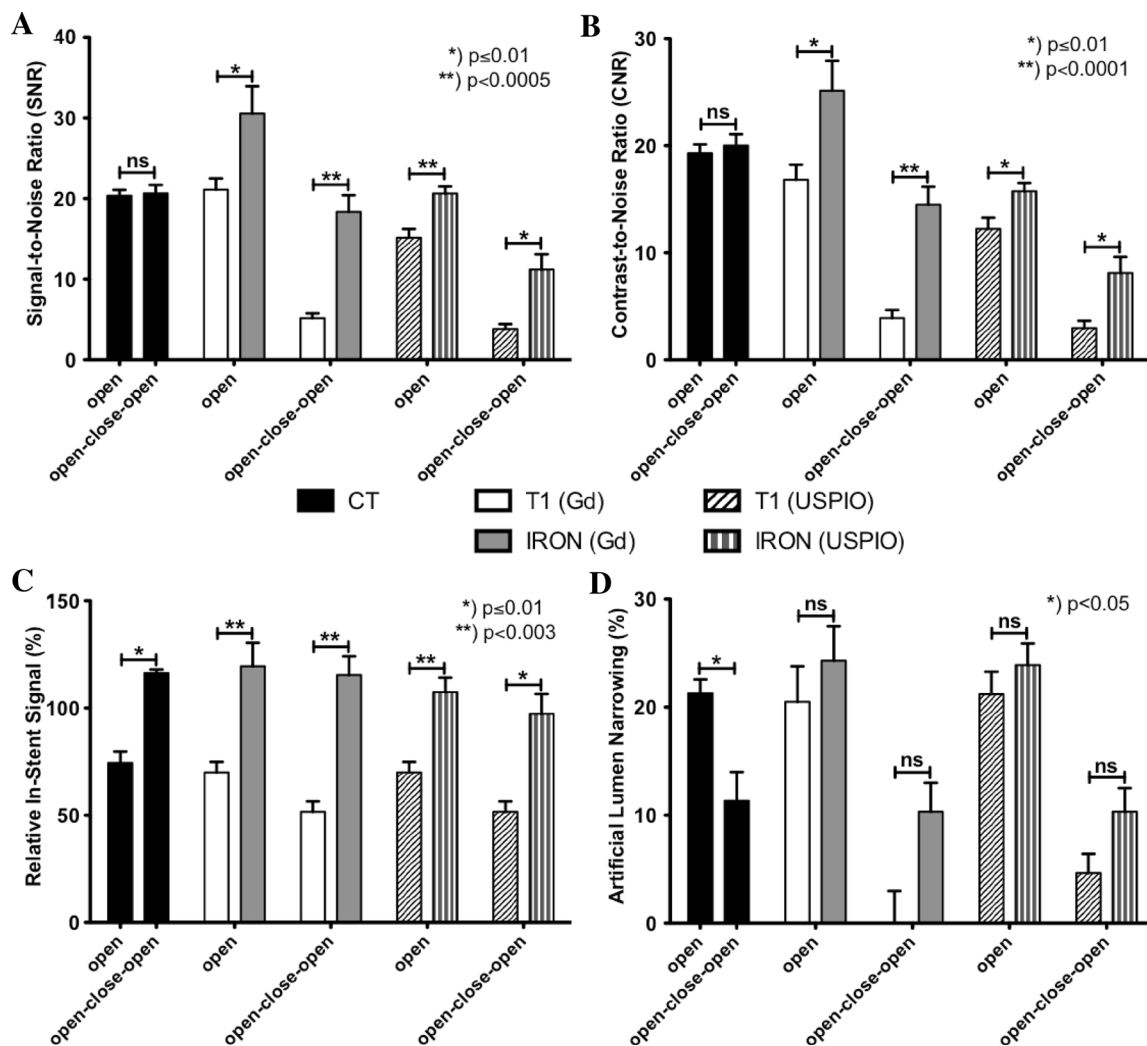 A
Signal-to-Noise Ratio (SNR)
40
30
20
10
0
*) p≤0.01
**) p<0.0005
ns
*
**
**
*
open
open-close-open
open
open-close-open
open
open-close-open
B
Contrast-to-Noise Ratio (CNR)
30
20
10
0
*) p≤0.01
**) p<0.0001
ns
*
**
*
*
open
open-close-open
open
open-close-open
open
open-close-open
CT
T1 (Gd)
T1 (USPIO)
IRON (Gd)
IRON (USPIO)
C
Relative In-Stent Signal (%)
150
100
50
0
*) p≤0.01
**) p<0.003
*
**
**
**
*
open
open-close-open
open
open-close-open
open
open-close-open
D
Artificial Lumen Narrowing (%)
30
20
10
0
*) p<0.05
*
ns
ns
ns
ns
open
open-close-open
open
open-close-open
open
open-close-open